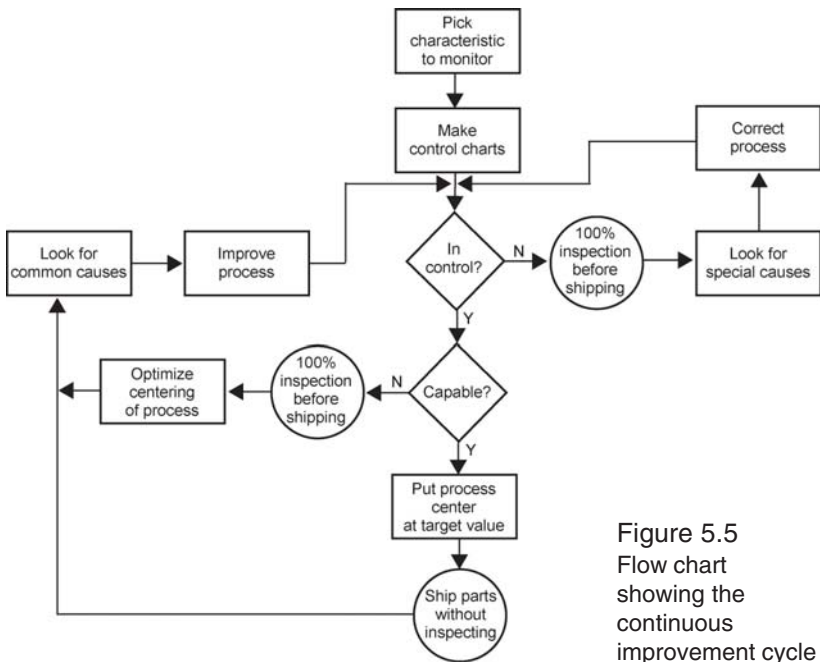 Pick
characteristic
to monitor
Make
control charts
Correct
process
Look for
common causes
Improve
process
In
control?
N
100%
inspection
before
shipping
Look for
special causes
Y
Optimize
centering
of process
100%
inspection
before
shipping
N
Capable?
Y
Put process
center
at target value
Ship parts
without
inspecting
Figure 5.5
Flow chart
showing the
continuous
improvement cycle